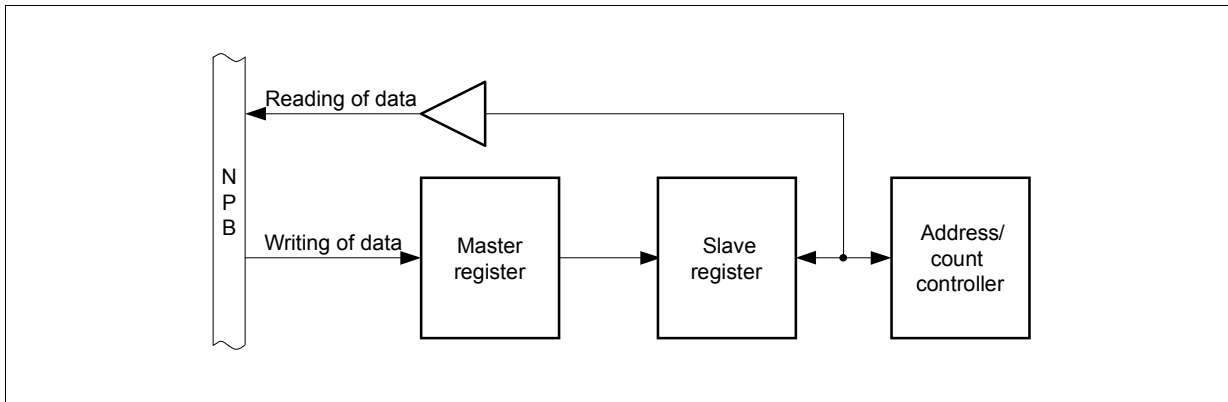 Reading of data
N
P
B
Writing of data
Master
register
Slave
register
Address/
count
controller